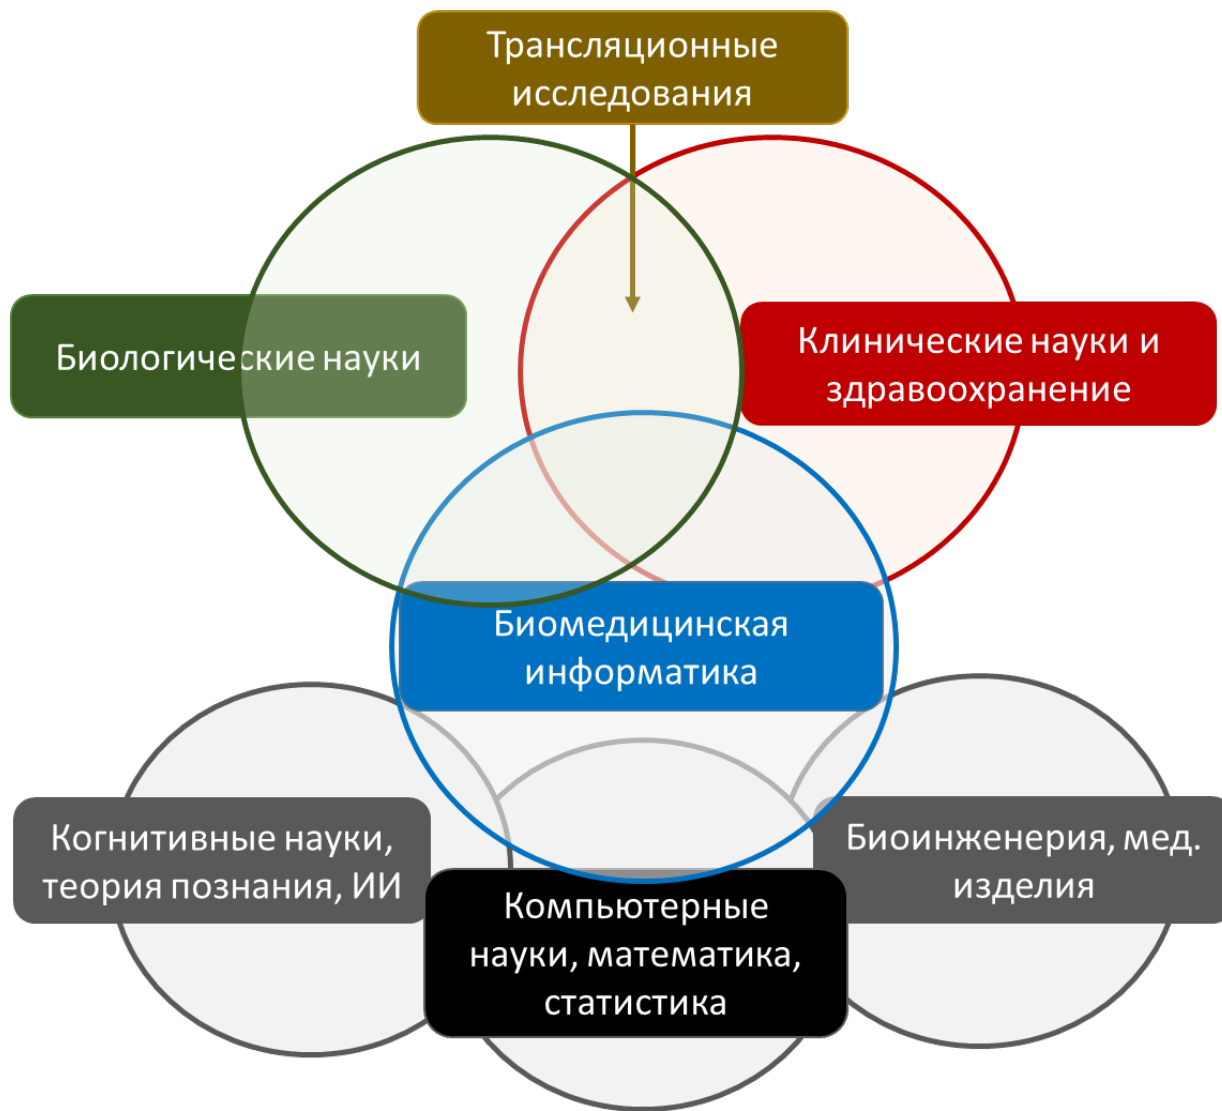 Трансляционные
исследования
Биологические науки
Клинические науки и
здравоохранение
Биомедицинская
информатика
Когнитивные науки,
теория познания, ИИ
Биоинженерия, мед.
изделия
Компьютерные
науки, математика,
статистика